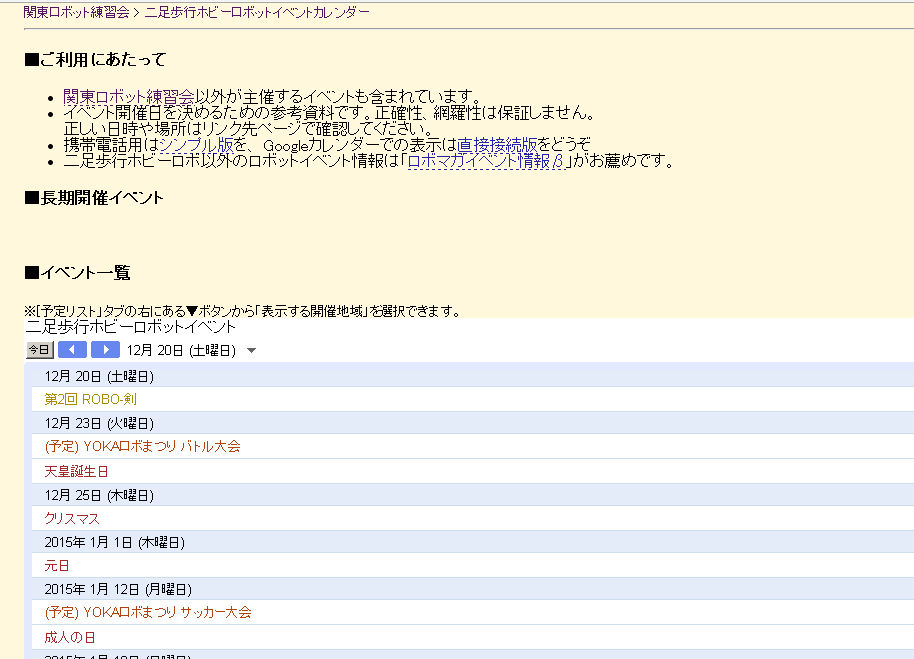 関東ロボット練習会 > 二足歩行ホビーロボットイベントカレンダー
■ご利用にあたって
• 関東ロボット練習会以外が主催するイベントも含まれています。
• イベント開催日を決めるための参考資料です。正確性、網羅性は保証しません。
正しい日時や場所はリンク先ページで確認してください。
• 携帯電話用はシンプル版を、Googleカレンダーでの表示は直接接続版をどうぞ
• 二足歩行ホビーロボ以外のロボットイベント情報は「ロボマガイベント情報β」がお薦めです。
■長期開催イベント
■イベント一覧
※[予定リスト]タブの右にある▼ボタンから「表示する開催地域」を選択できます。
二足歩行ホビーロボットイベント
今日 12月 20日 (土曜日)
12月 20日 (土曜日)
第2回 ROBO-剣
12月 23日 (火曜日)
(予定) YOKAロボまつり バトル大会
天皇誕生日
12月 25日 (木曜日)
クリスマス
2015年 1月 1日 (木曜日)
元日
2015年 1月 12日 (月曜日)
(予定) YOKAロボまつり サッカー大会
成人の日